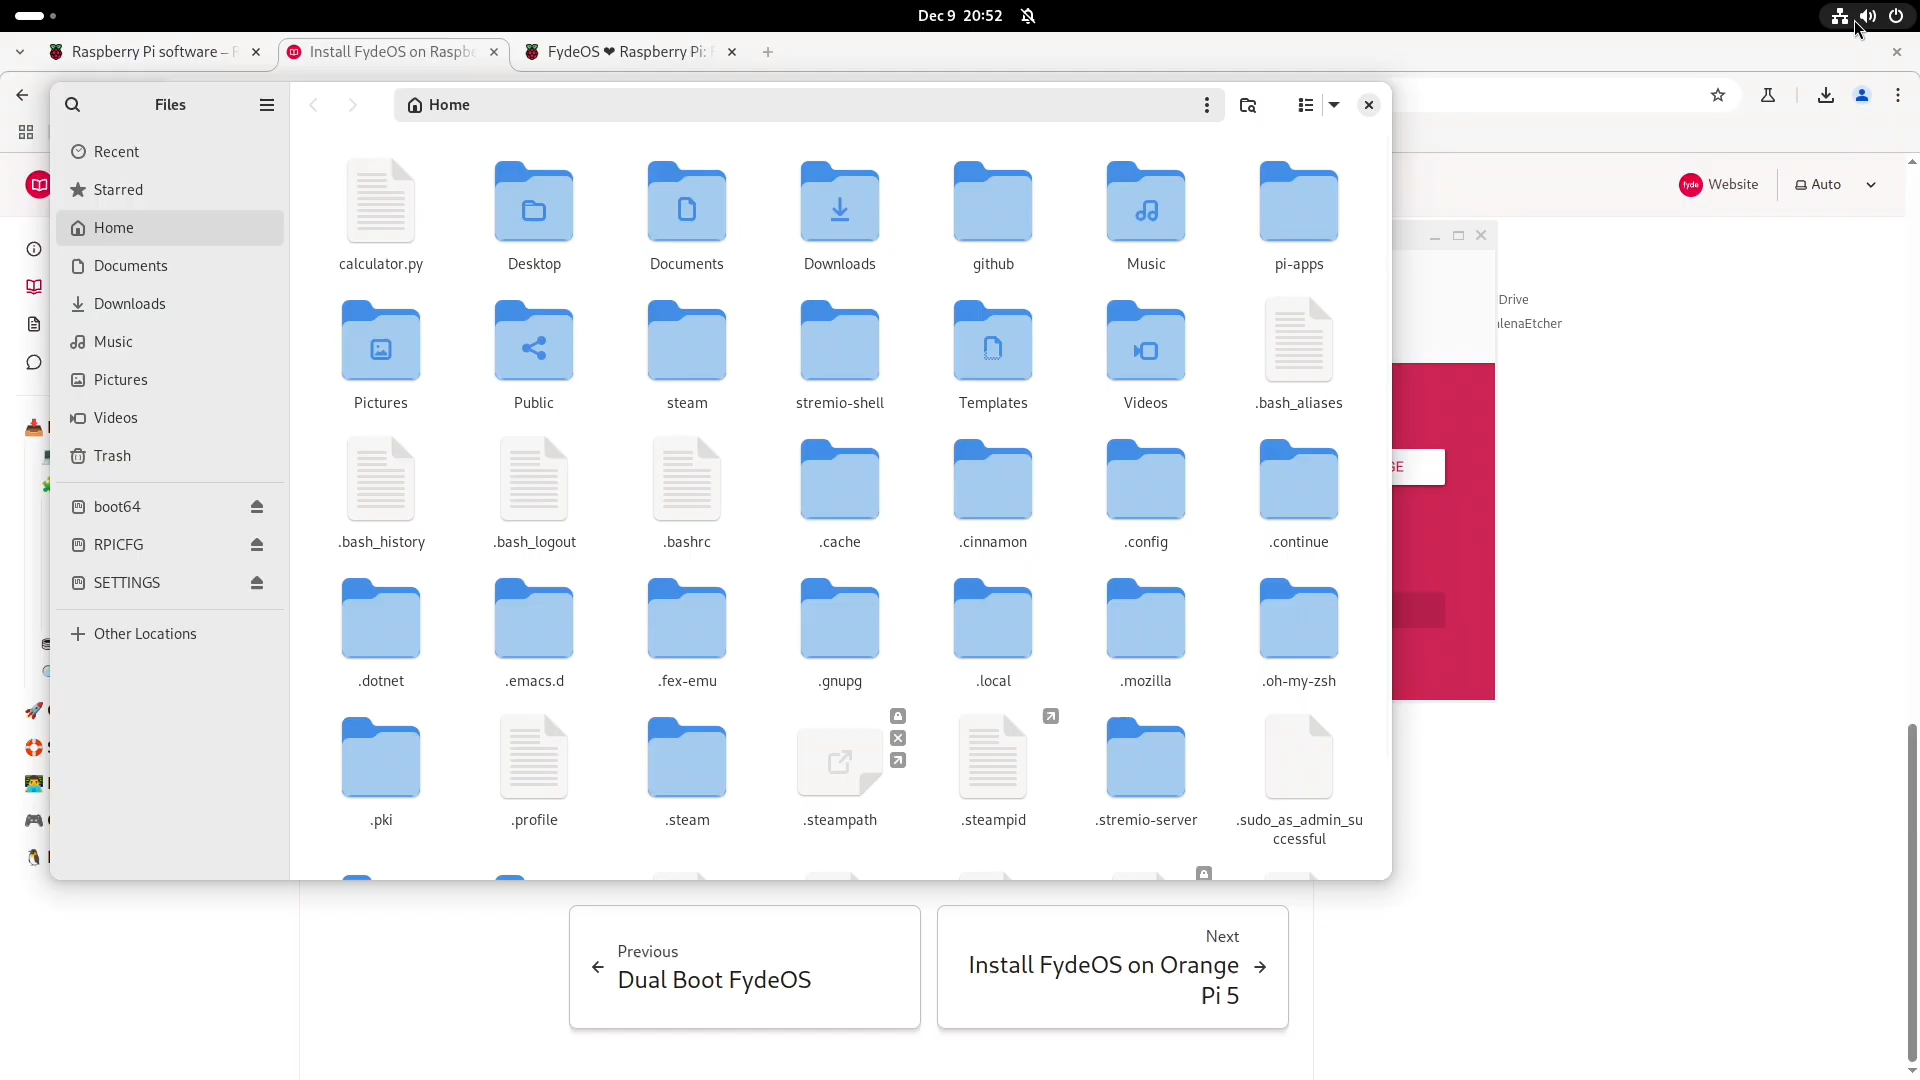 Dec 9 20:52
Raspberry Pi software –
Install FydeOS on Raspbe
FydeOS ❤ Raspberry Pi:
Files
Home
Recent
Starred
Home
Documents
Downloads
Music
Pictures
Videos
Trash
boot64
RPICFG
SETTINGS
Other Locations
calculator.py
Desktop
Documents
Downloads
github
Music
pi-apps
Pictures
Public
steam
stremio-shell
Templates
Videos
.bash_aliases
.bash_history
.bash_logout
.bashrc
.cache
.cinnamon
.config
.continue
.dotnet
.emacs.d
.fex-emu
.gnupg
.local
.mozilla
.oh-my-zsh
.pki
.profile
.steam
.steampath
.steampid
.stremio-server
.sudo_as_admin_su
ccessful
fyde
Website
Auto
Drive
lenaEtcher
GE
Previous
Dual Boot FydeOS
Next
Install FydeOS on Orange
Pi 5